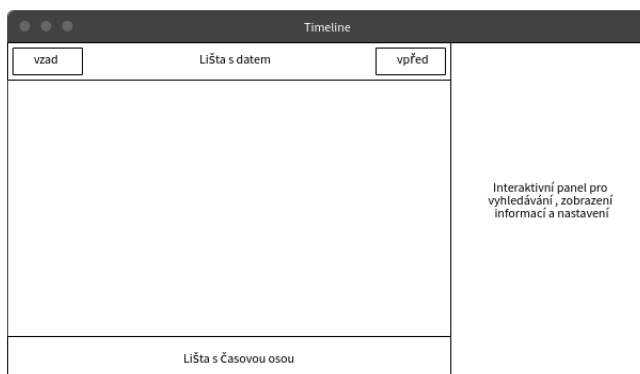 Timeline
vzad
Lišta s datem
vpřed
Interaktivní panel pro
vyhledávání , zobrazení
informací a nastavení
Lišta s časovou osou